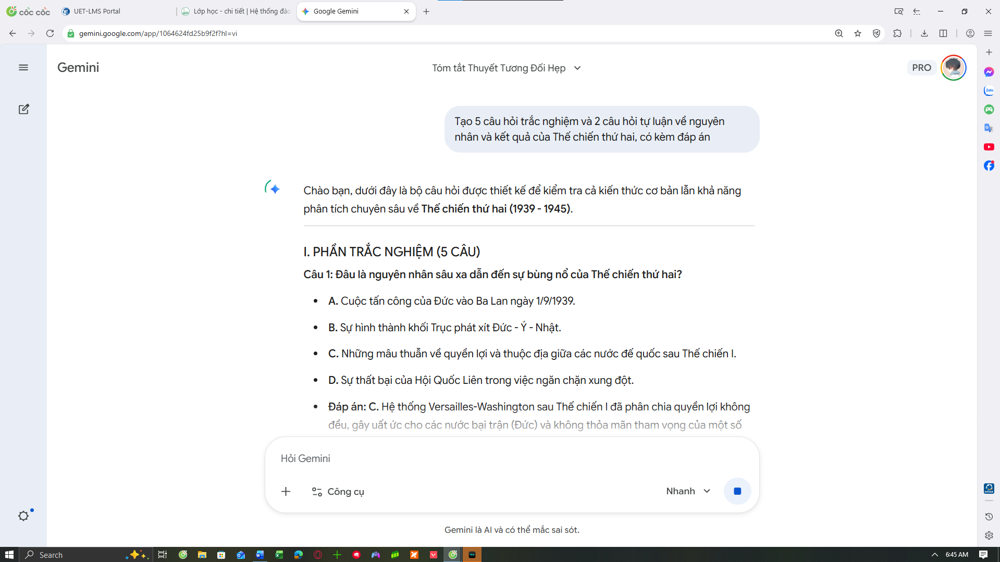 cốc cốc
UET-LMS Portal
Lớp học - chi tiết | Hệ thống đào
Google Gemini
gemini.google.com/app/1064624fd25b9f2f?hl=vi
Gemini
Tóm tắt Thuyết Tương Đối Hẹp
PRO
Zalo
Tạo 5 câu hỏi trắc nghiệm và 2 câu hỏi tự luận về nguyên
nhân và kết quả của Thế chiến thứ hai, có kèm đáp án
Chào bạn, dưới đây là bộ câu hỏi được thiết kế để kiểm tra cả kiến thức cơ bản lẫn khả năng
phân tích chuyên sâu về Thế chiến thứ hai (1939 - 1945).
I. PHẦN TRẮC NGHIỆM (5 CÂU)
Câu 1: Đâu là nguyên nhân sâu xa dẫn đến sự bùng nổ của Thế chiến thứ hai?
A. Cuộc tấn công của Đức vào Ba Lan ngày 1/9/1939.
B. Sự hình thành khối Trục phát xít Đức - Ý - Nhật.
C. Những mâu thuẫn về quyền lợi và thuộc địa giữa các nước đế quốc sau Thế chiến I.
D. Sự thất bại của Hội Quốc Liên trong việc ngăn chặn xung đột.
Đáp án: C. Hệ thống Versailles-Washington sau Thế chiến I đã phân chia quyền lợi không
đều, gây uất ức cho các nước bại trận (Đức) và không thỏa mãn tham vọng của một số
Hỏi Gemini
Công cụ
Nhanh
Gemini là AI và có thể mắc sai sót.
Search
6:45 AM